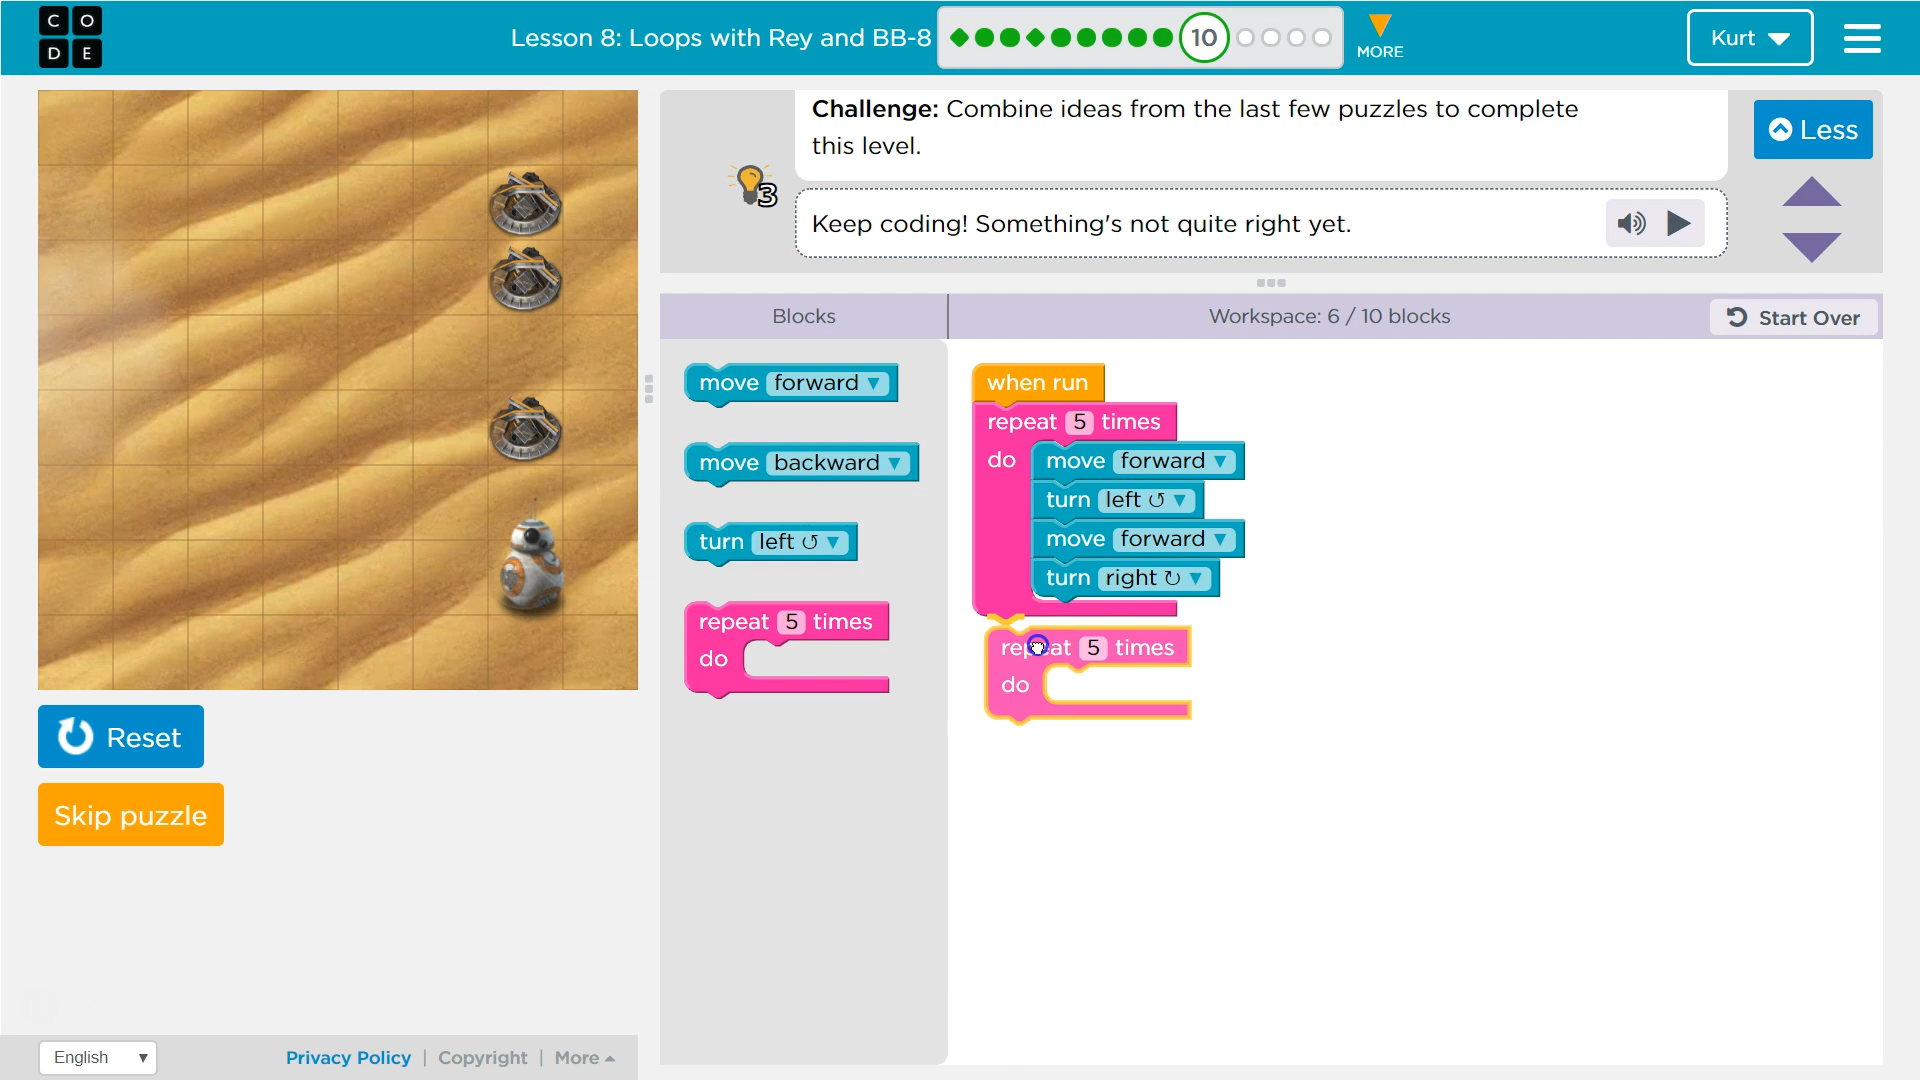 C O
D E
Lesson 8: Loops with Rey and BB-8
10
MORE
Kurt
Challenge: Combine ideas from the last few puzzles to complete
this level.
Less
3
Keep coding! Something's not quite right yet.
Blocks
Workspace: 6 / 10 blocks
Start Over
move forward ▼
move backward ▼
turn left ↺ ▼
repeat 5 times
do
when run
repeat 5 times
do
move forward ▼
turn left ↺ ▼
move forward ▼
turn right ↻ ▼
repeat 5 times
do
Reset
Skip puzzle
English ▼
Privacy Policy | Copyright | More